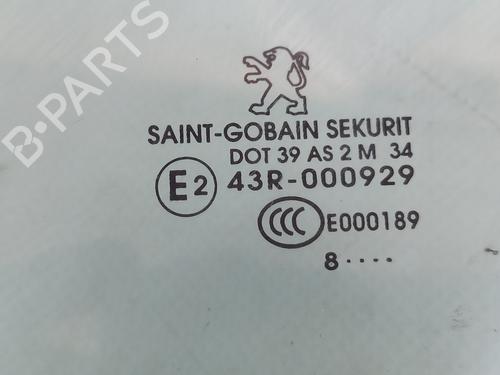 B-PARTS
SAINT-GOBAIN SEKURIT
DOT 39 AS 2 M 34
E2 43R-000929
CCC E000189
8 ····